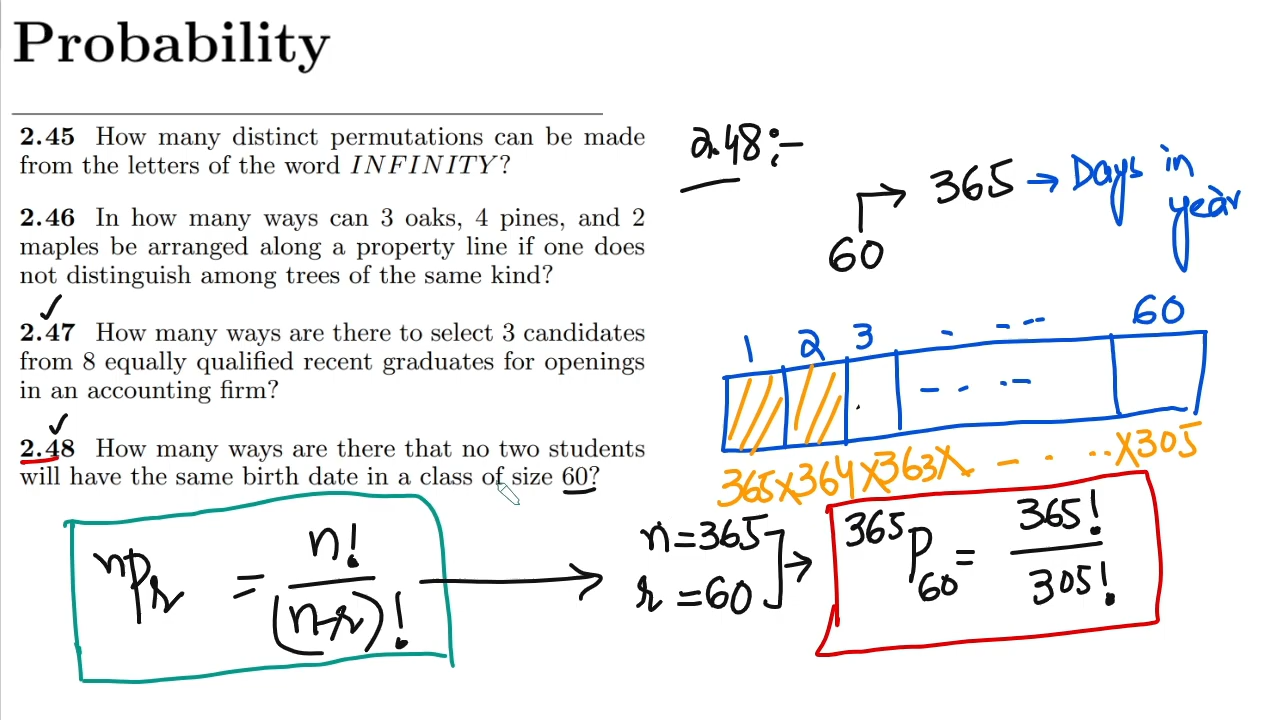 Probability
2.45 How many distinct permutations can be made
from the letters of the word INFINITY?
2.46 In how many ways can 3 oaks, 4 pines, and 2
maples be arranged along a property line if one does
not distinguish among trees of the same kind?
2.47 How many ways are there to select 3 candidates
from 8 equally qualified recent graduates for openings
in an accounting firm?
2.48 How many ways are there that no two students
will have the same birth date in a class of size 60?
nPr = n!/(n-r)!
2.48:-
365 → Days in
year
60
1 2 3 - - -- 60
- - --
365×364×363× - - - - ×305
n=365
r=60
365P60 = 365!/305!